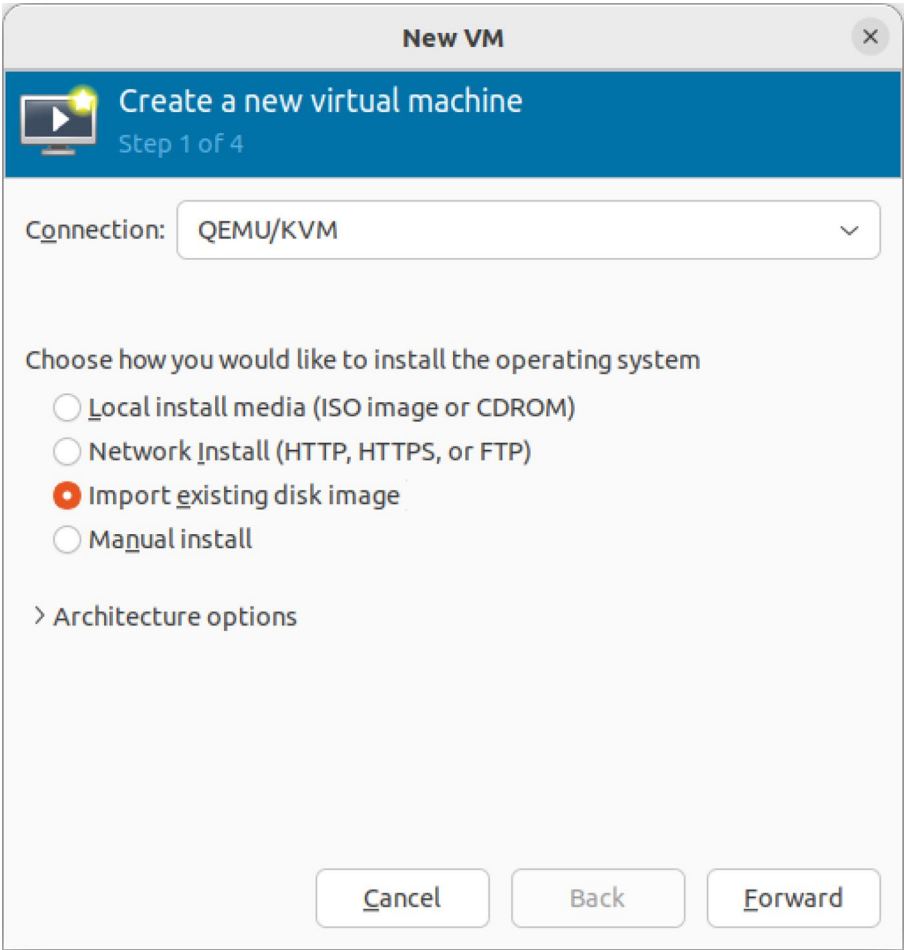 New VM
Create a new virtual machine
Step 1 of 4
Connection: QEMU/KVM
Choose how you would like to install the operating system
Local install media (ISO image or CDROM)
Network Install (HTTP, HTTPS, or FTP)
Import existing disk image
Manual install
Architecture options
Cancel Back Forward